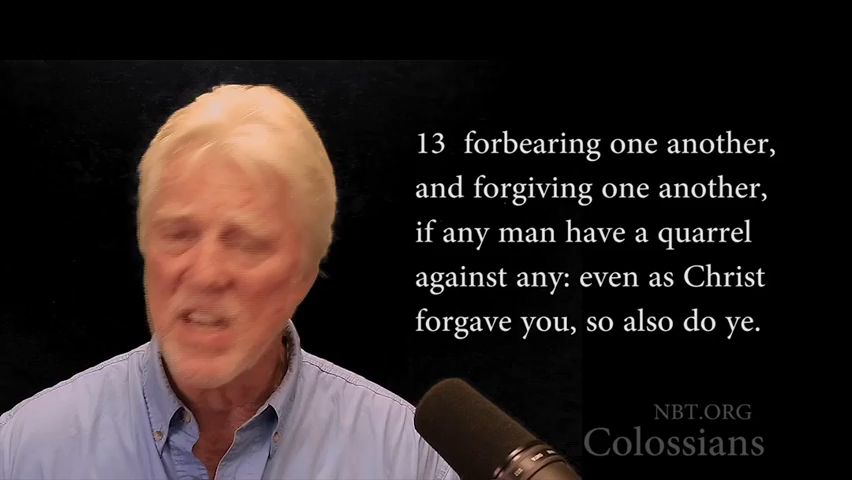 13 forbearing one another,
and forgiving one another,
if any man have a quarrel
against any: even as Christ
forgave you, so also do ye.
NBT.ORG
Colossians